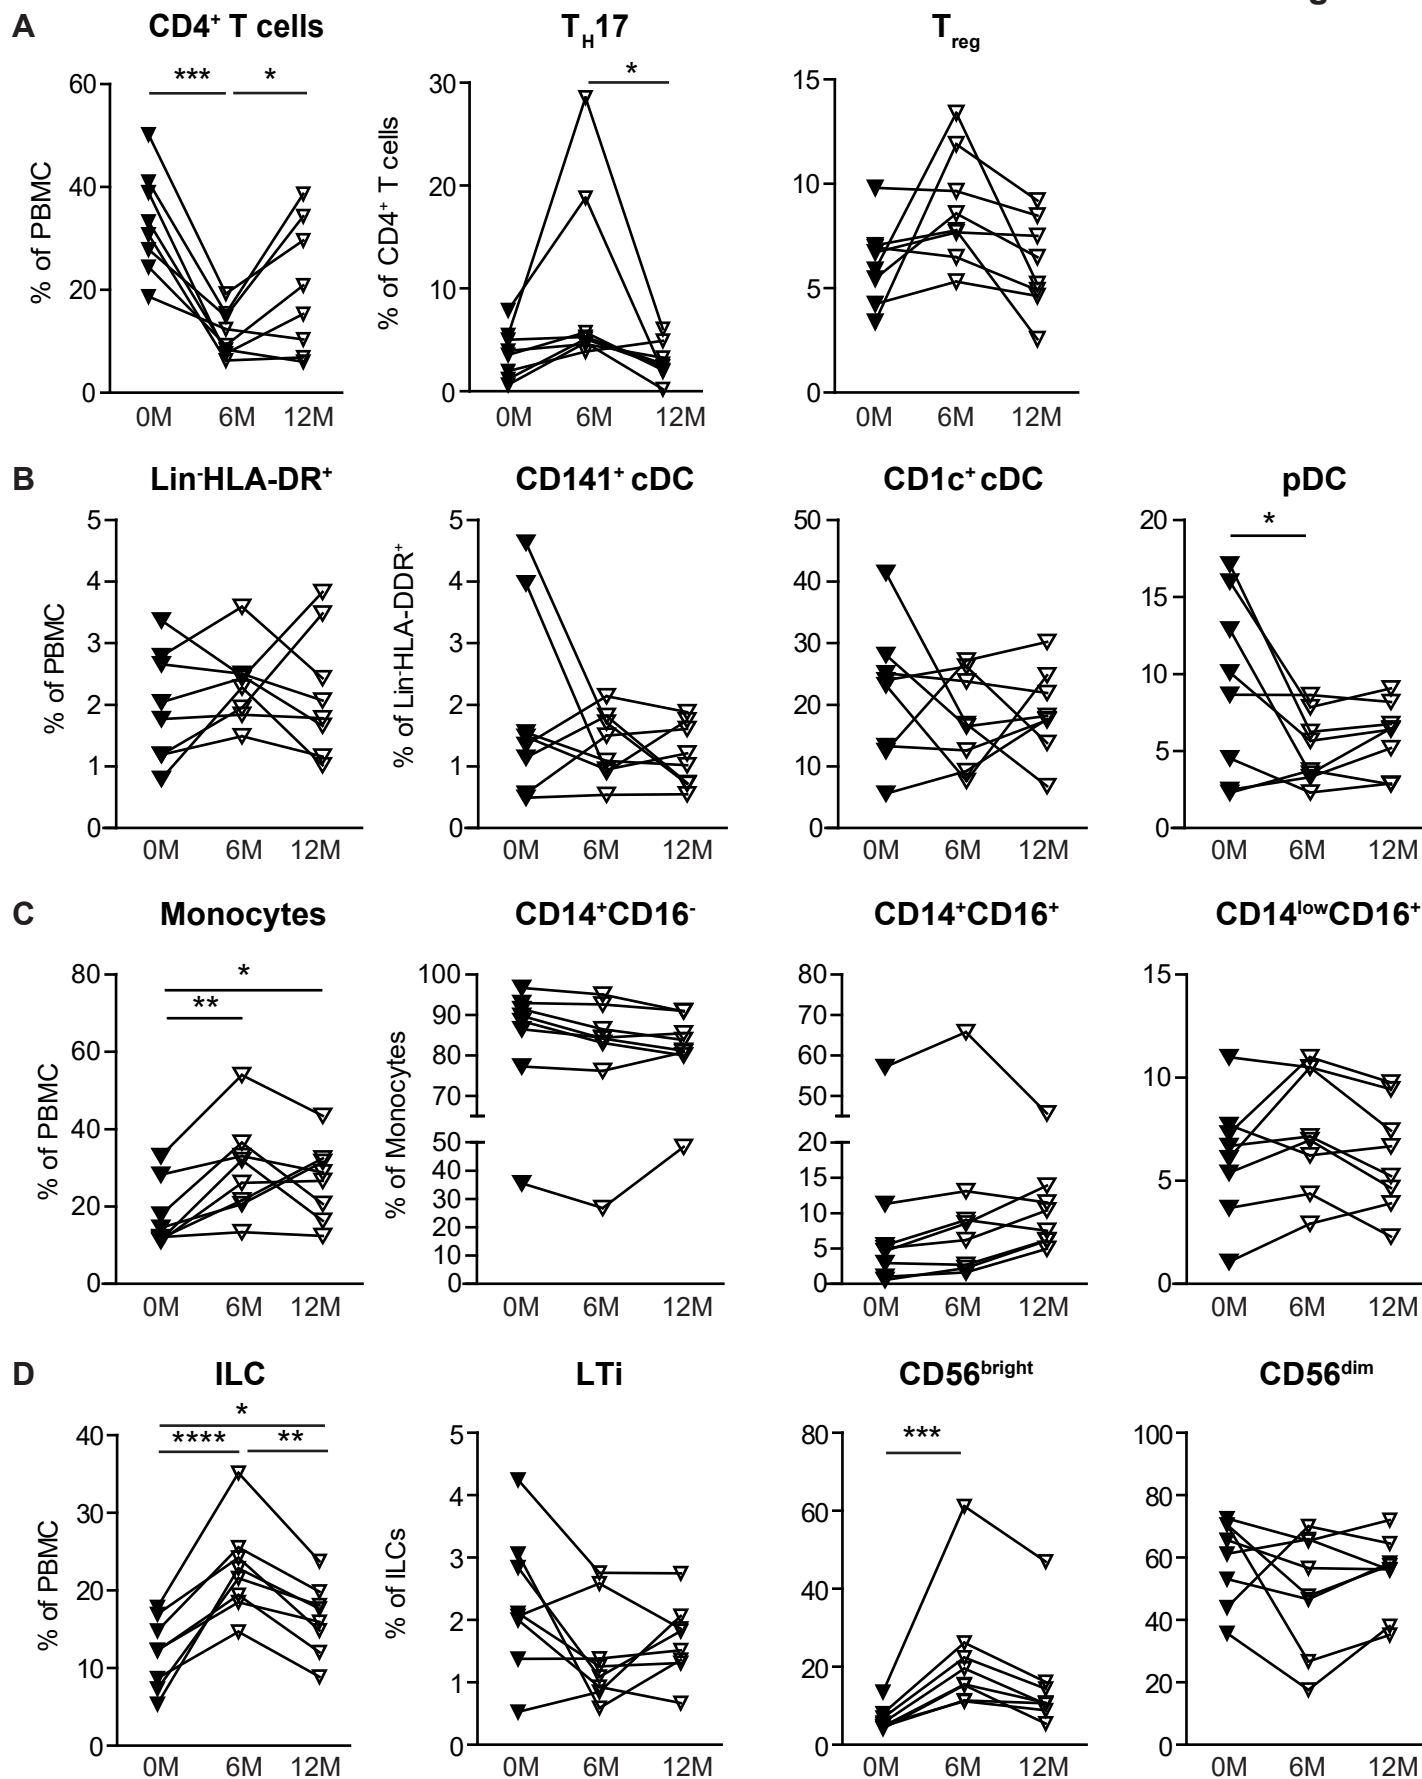 A CD4⁺ T cells T_H17 T_reg g
*** * *
% of PBMC 60 40 20 0
% of CD4⁺ T cells 30 20 10 0
15 10 5 0
0M 6M 12M 0M 6M 12M 0M 6M 12M
B Lin⁻HLA-DR⁺ CD141⁺ cDC CD1c⁺ cDC pDC
*
% of PBMC 5 4 3 2 1 0
% of Lin⁻HLA-DDR⁺ 5 4 3 2 1 0
50 40 30 20 10 0
20 15 10 5 0
0M 6M 12M 0M 6M 12M 0M 6M 12M 0M 6M 12M
C Monocytes CD14⁺CD16⁻ CD14⁺CD16⁺ CD14ˡᵒʷCD16⁺
*
**
% of PBMC 80 60 40 20 0
% of Monocytes 100 90 80 70 50 40 30 20 10 0
80 70 60 50 20 15 10 5 0
15 10 5 0
0M 6M 12M 0M 6M 12M 0M 6M 12M 0M 6M 12M
D ILC LTi CD56ᵇʳⁱᵍʰᵗ CD56ᵈⁱᵐ
*
**** ** ***
% of PBMC 40 30 20 10 0
% of ILCs 5 4 3 2 1 0
80 60 40 20 0
100 80 60 40 20 0
0M 6M 12M 0M 6M 12M 0M 6M 12M 0M 6M 12M